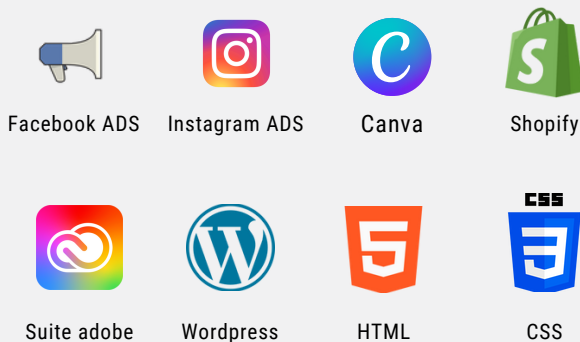 Facebook ADS
Instagram ADS
Canva
Shopify
CSS
Suite adobe
Wordpress
HTML
CSS